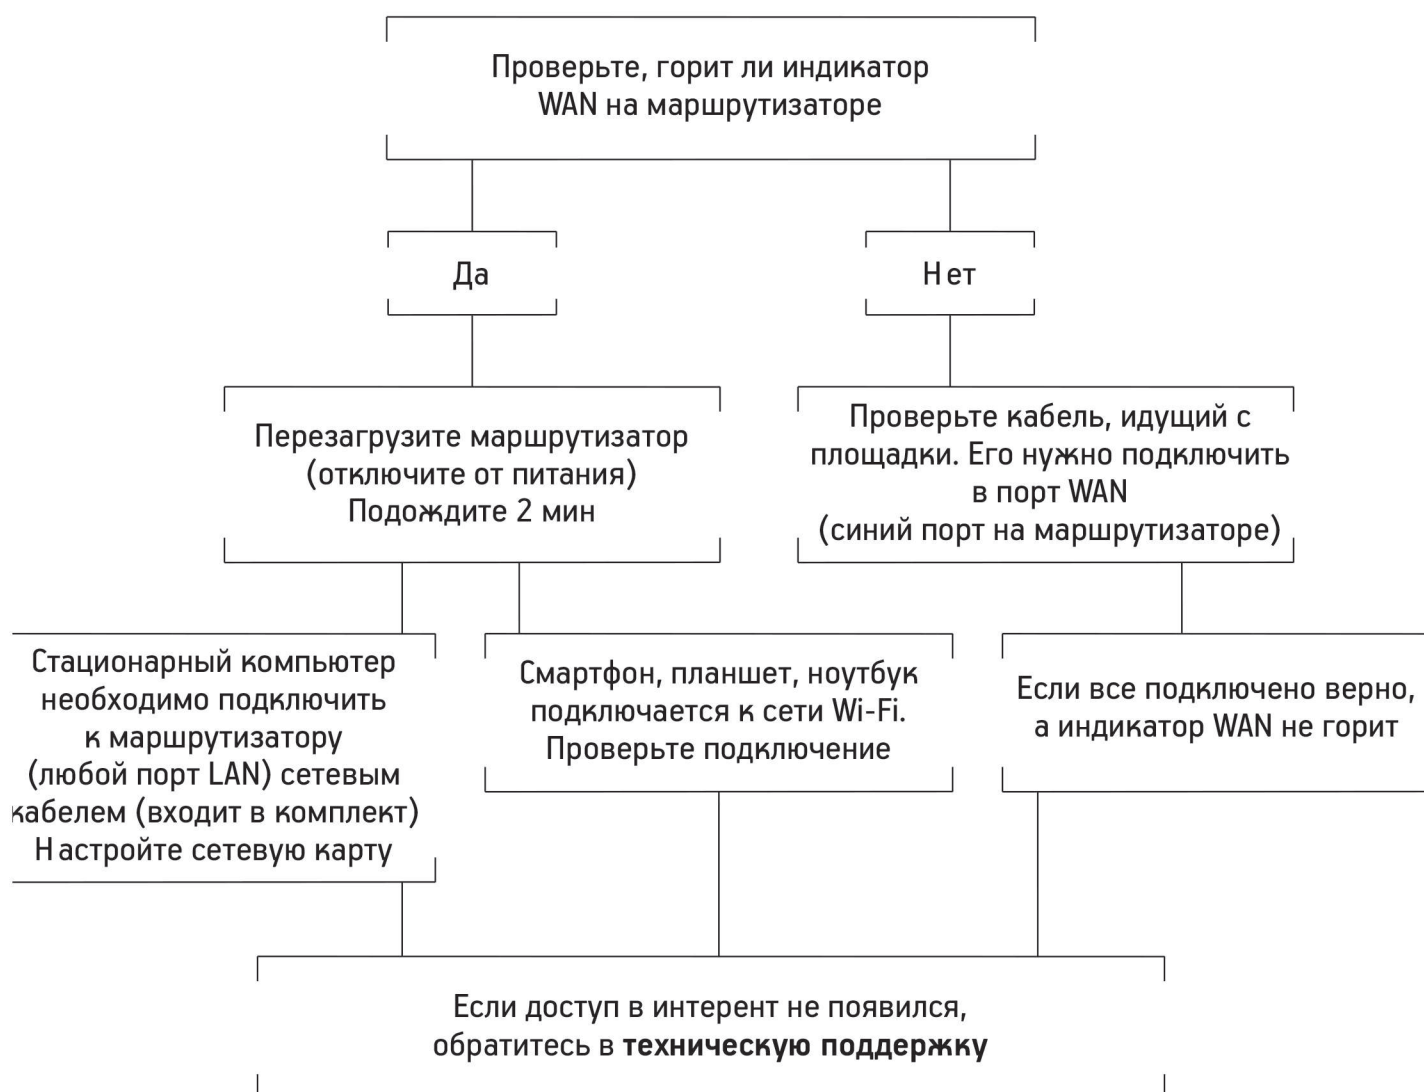 Проверьте, горит ли индикатор
WAN на маршрутизаторе
Да
Нет
Перезагрузите маршрутизатор
(отключите от питания)
Подождите 2 мин
Проверьте кабель, идущий с
площадки. Его нужно подключить
в порт WAN
(синий порт на маршрутизаторе)
Стационарный компьютер
необходимо подключить
к маршрутизатору
(любой порт LAN) сетевым
кабелем (входит в комплект)
Настройте сетевую карту
Смартфон, планшет, ноутбук
подключается к сети Wi-Fi.
Проверьте подключение
Если все подключено верно,
а индикатор WAN не горит
Если доступ в интерент не появился,
обратитесь в техническую поддержку